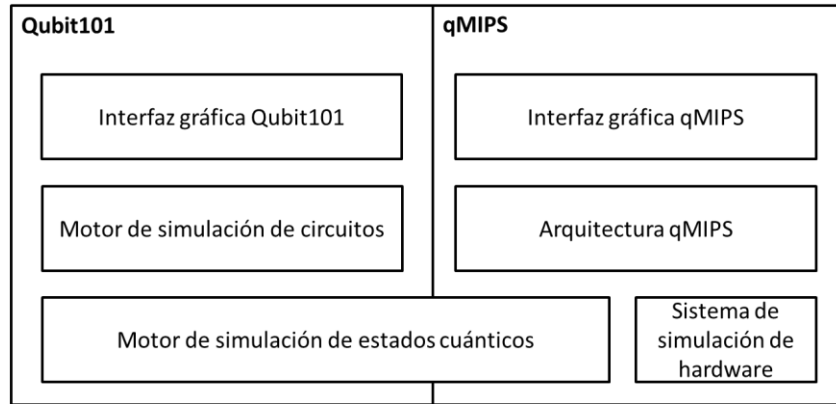 Qubit101
qMIPS
Interfaz gráfica Qubit101
Interfaz gráfica qMIPS
Motor de simulación de circuitos
Arquitectura qMIPS
Motor de simulación de estados cuánticos
Sistema de
simulación de
hardware